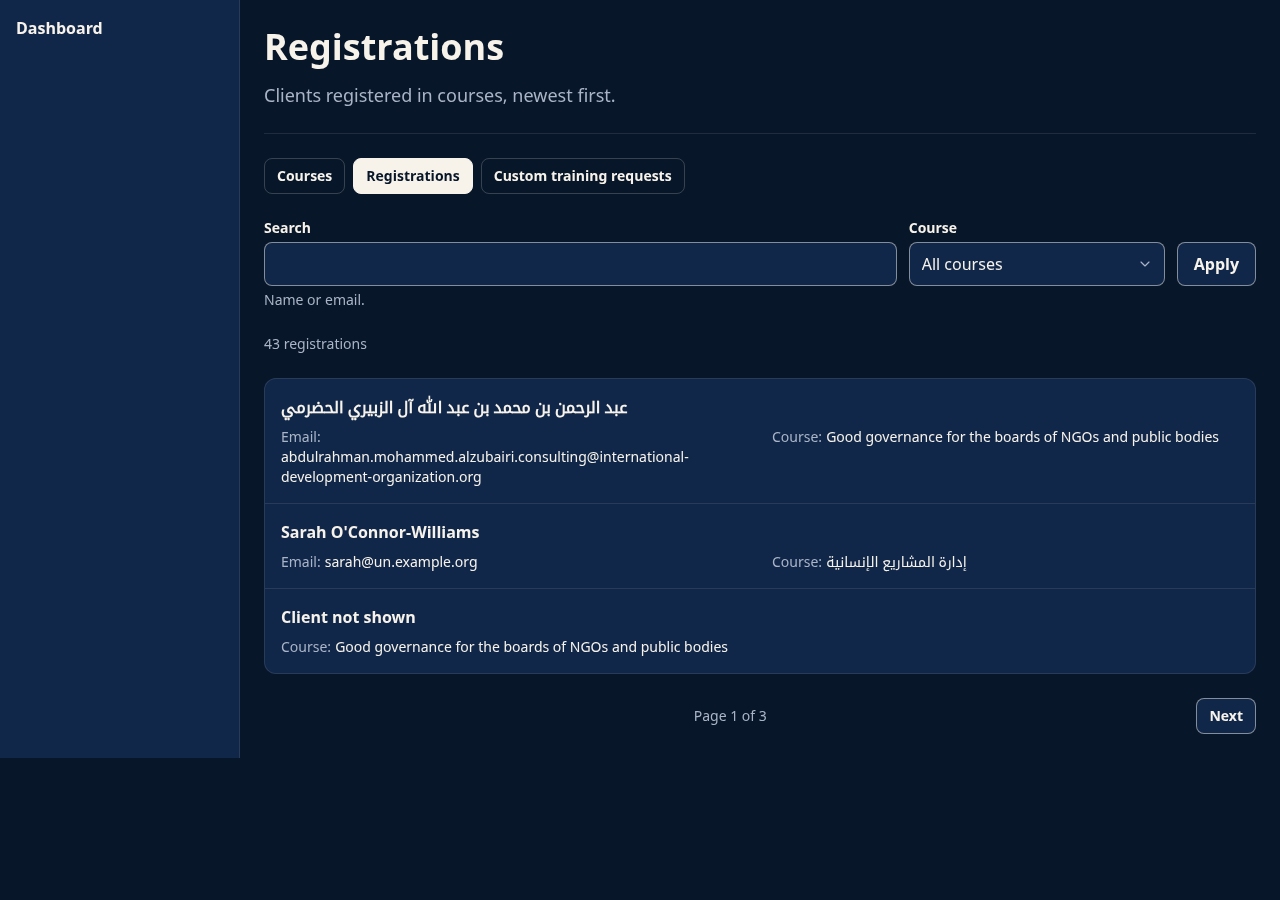 Dashboard
Registrations
Clients registered in courses, newest first.
Courses
Registrations
Custom training requests
Search
Course
All courses
Apply
Name or email.
43 registrations
عبد الرحمن بن محمد بن عبد الله آل الزبيري الحضرمي
Email:
abdulrahman.mohammed.alzubairi.consulting@international-
development-organization.org
Course: Good governance for the boards of NGOs and public bodies
Sarah O'Connor-Williams
Email: sarah@un.example.org
Course: إدارة المشاريع الإنسانية
Client not shown
Course: Good governance for the boards of NGOs and public bodies
Page 1 of 3
Next